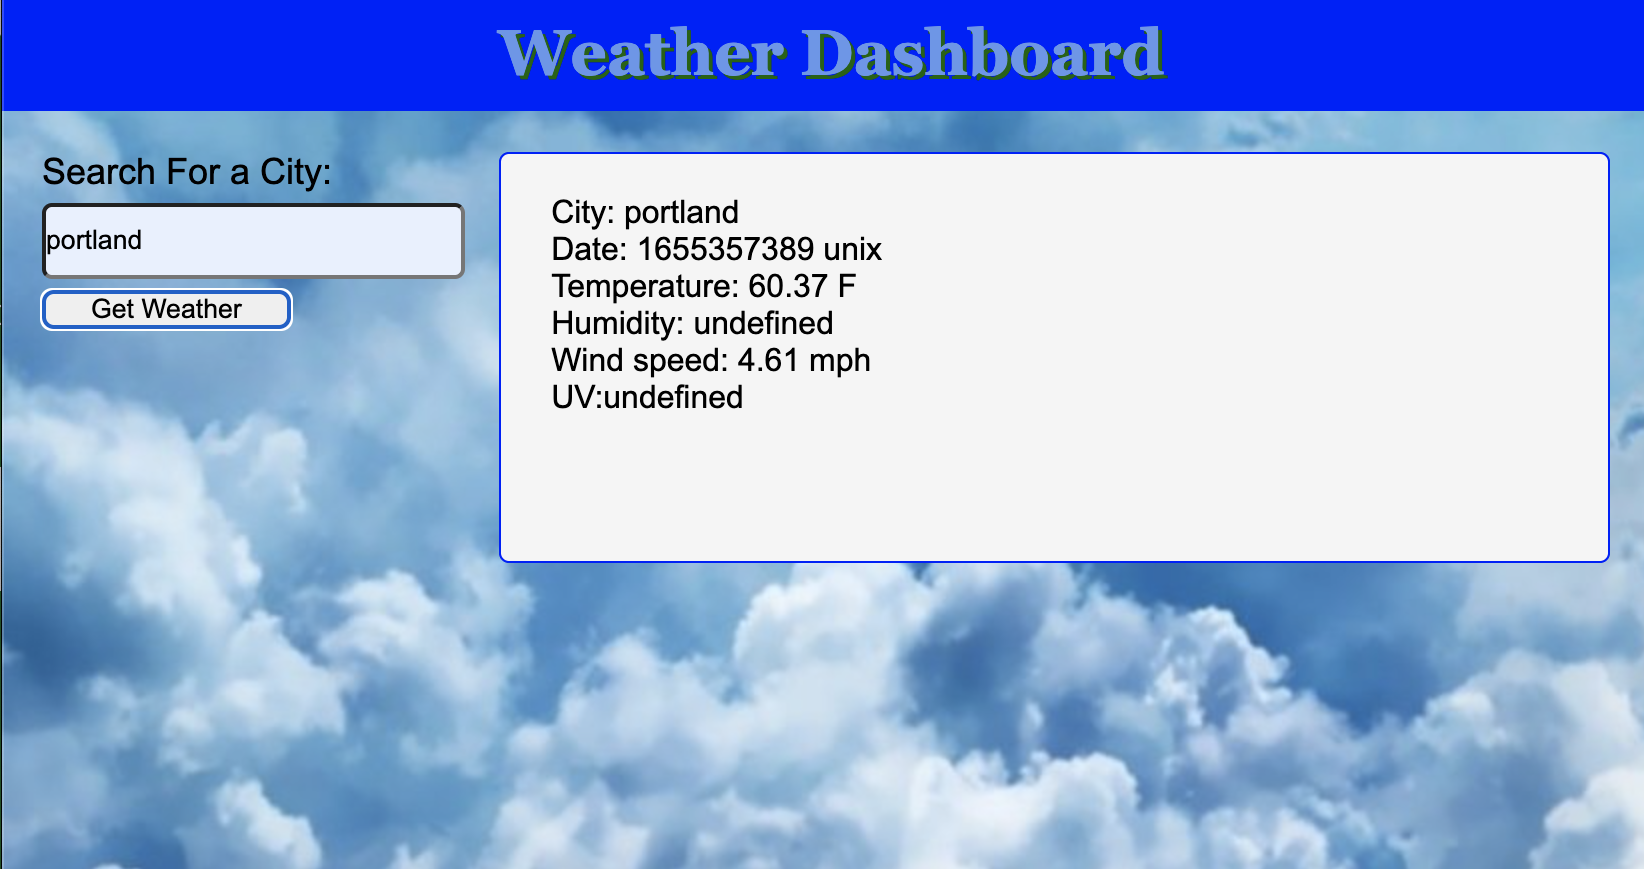 Weather Dashboard
Search For a City:
portland
Get Weather
City: portland
Date: 1655357389 unix
Temperature: 60.37 F
Humidity: undefined
Wind speed: 4.61 mph
UV:undefined